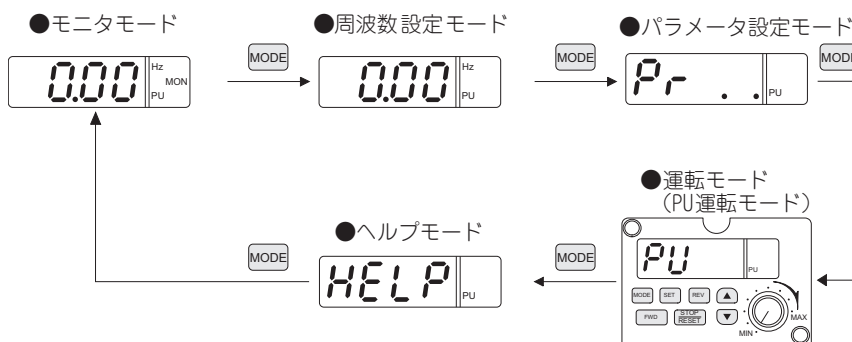 ●モニタモード
●周波数設定モード
●パラメータ設定モード
0.00 Hz MON PU
MODE
0.00 Hz PU
MODE
Pr . . PU
MODE
●運転モード
(PU運転モード)
●ヘルプモード
MODE
HELP PU
MODE
PU PU
MODE SET REV
FWD STOP RESET
MIN MAX